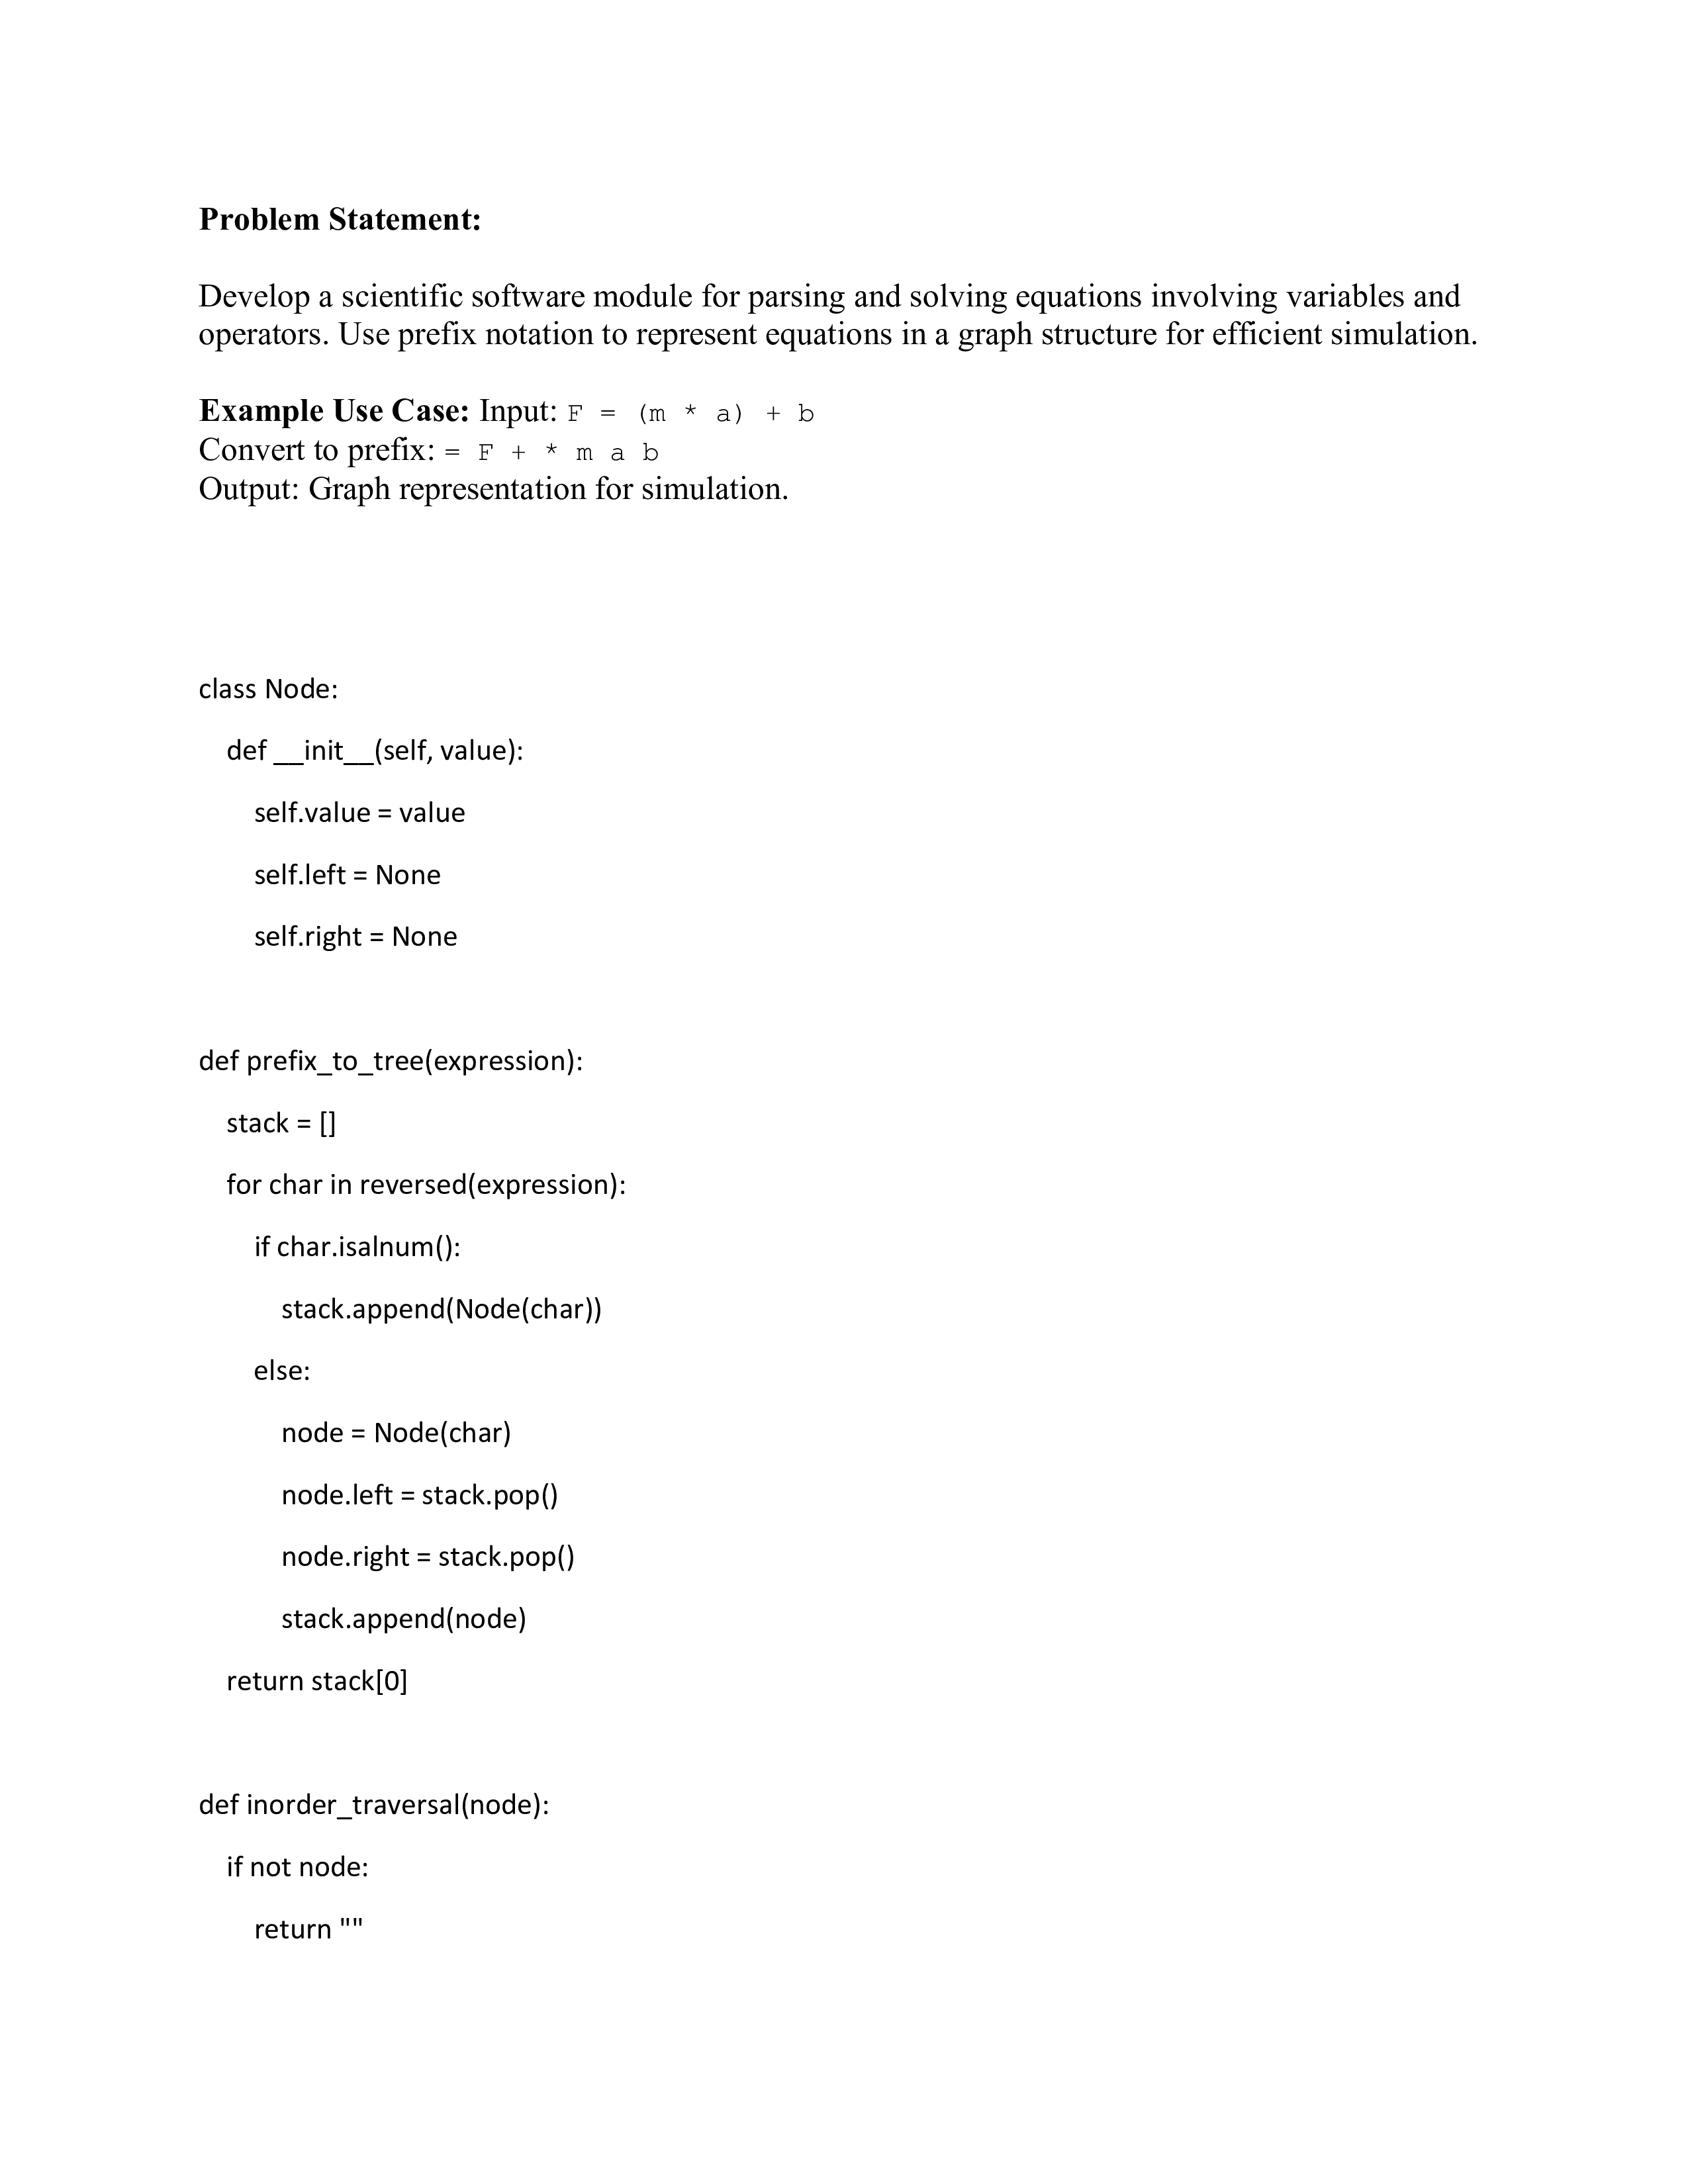 Problem Statement:
Develop a scientific software module for parsing and solving equations involving variables and
operators. Use prefix notation to represent equations in a graph structure for efficient simulation.
Example Use Case: Input: F = (m * a) + b
Convert to prefix: = F + * m a b
Output: Graph representation for simulation.
class Node:
def __init__(self, value):
self.value = value
self.left = None
self.right = None
def prefix_to_tree(expression):
stack = []
for char in reversed(expression):
if char.isalnum():
stack.append(Node(char))
else:
node = Node(char)
node.left = stack.pop()
node.right = stack.pop()
stack.append(node)
return stack[0]
def inorder_traversal(node):
if not node:
return ""